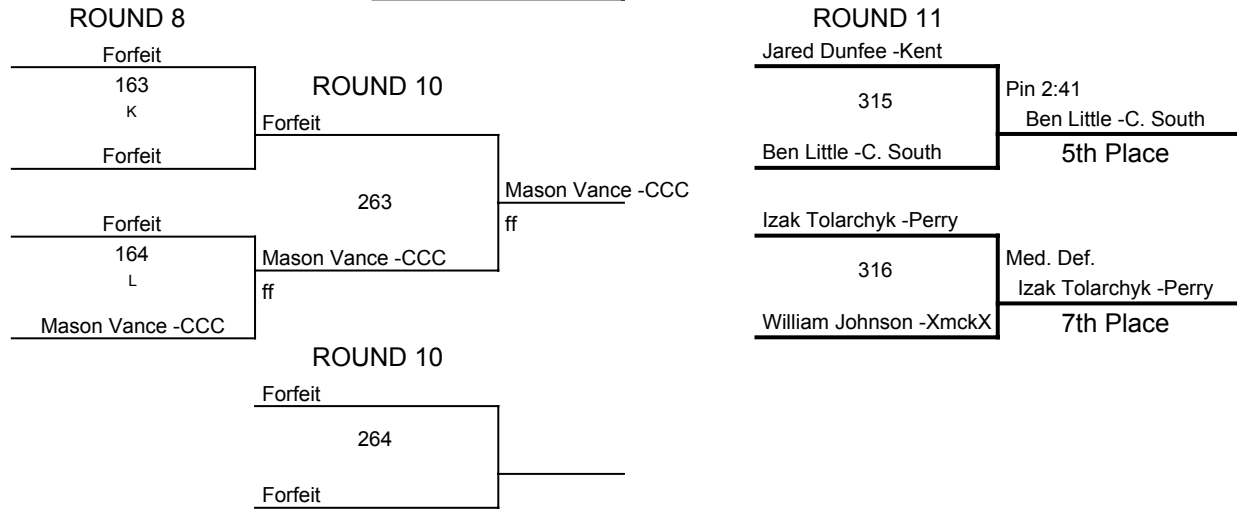 ROUND 8
Forfeit
163
K
Forfeit
ROUND 10
Forfeit
263
Mason Vance -CCC
ff
Forfeit
164
L
Mason Vance -CCC
Mason Vance -CCC
ff
ROUND 10
Forfeit
264
Forfeit
ROUND 11
Jared Dunfee -Kent
315
Ben Little -C. South
Pin 2:41
Ben Little -C. South
5th Place
Izak Tolarchyk -Perry
316
William Johnson -XmckX
Med. Def.
Izak Tolarchyk -Perry
7th Place